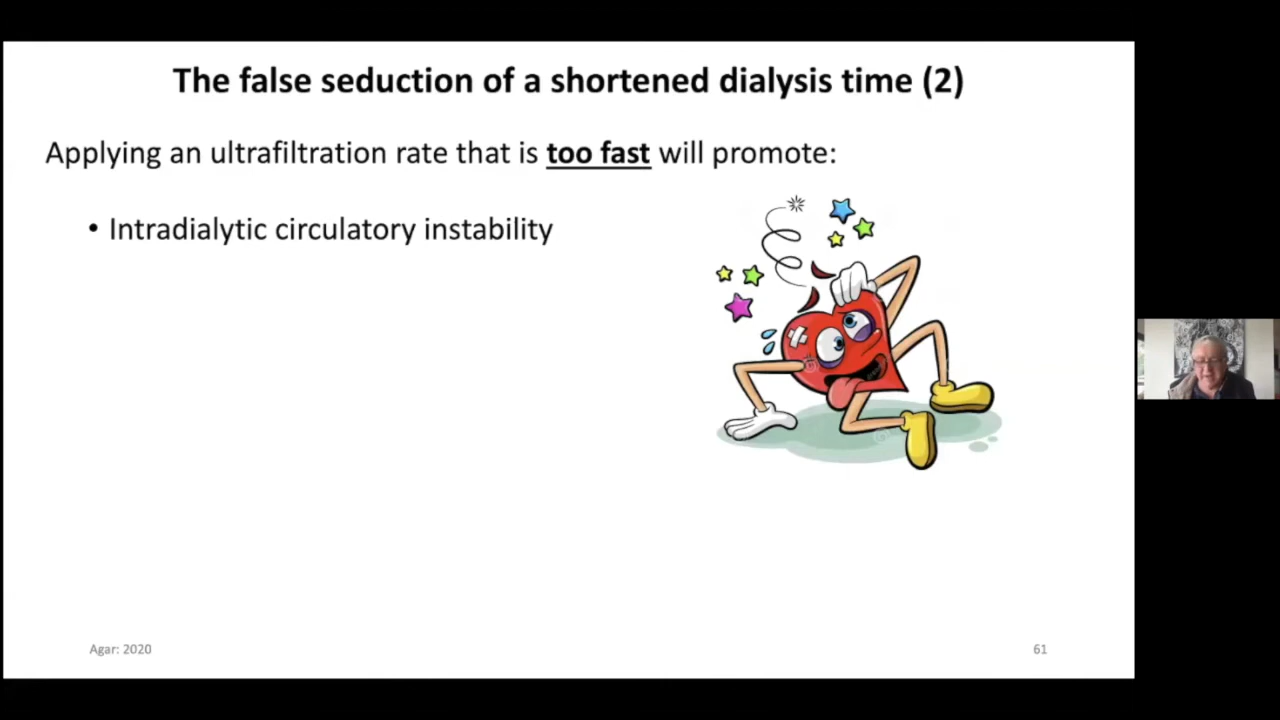 The false seduction of a shortened dialysis time (2)
Applying an ultrafiltration rate that is too fast will promote:
• Intradialytic circulatory instability
Agar: 2020
61